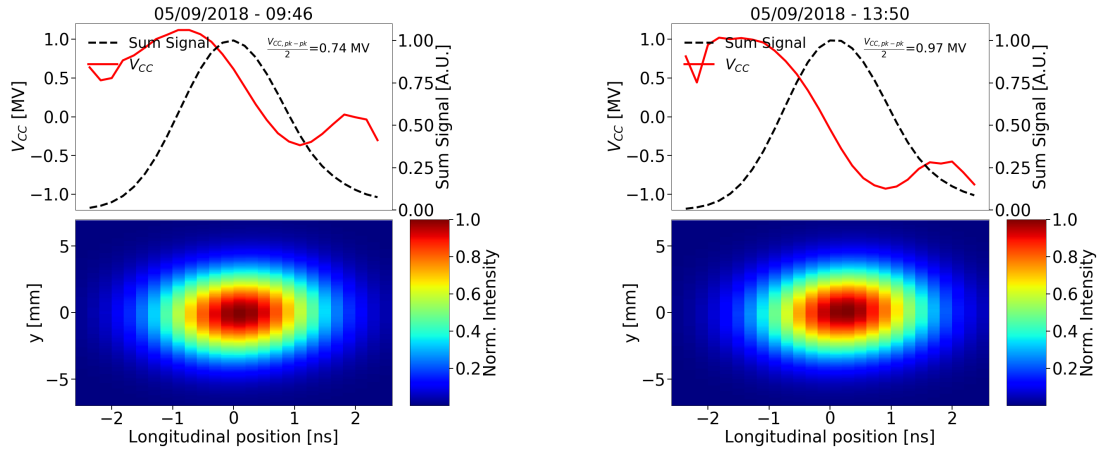 05/09/2018 - 09:46
1.0
0.5
0.0
−0.5
−1.0
V_CC [MV]
Sum Signal
V_CC
V_CC,pk−pk/2=0.74 MV
1.00
0.75
0.50
0.25
0.00
Sum Signal [A.U.]
5
0
−5
y [mm]
−2 −1 0 1 2
Longitudinal position [ns]
1.0
0.8
0.6
0.4
0.2
Norm. Intensity
05/09/2018 - 13:50
1.0
0.5
0.0
−0.5
−1.0
V_CC [MV]
Sum Signal
V_CC
V_CC,pk−pk/2=0.97 MV
1.00
0.75
0.50
0.25
0.00
Sum Signal [A.U.]
5
0
−5
y [mm]
−2 −1 0 1 2
Longitudinal position [ns]
1.0
0.8
0.6
0.4
0.2
Norm. Intensity